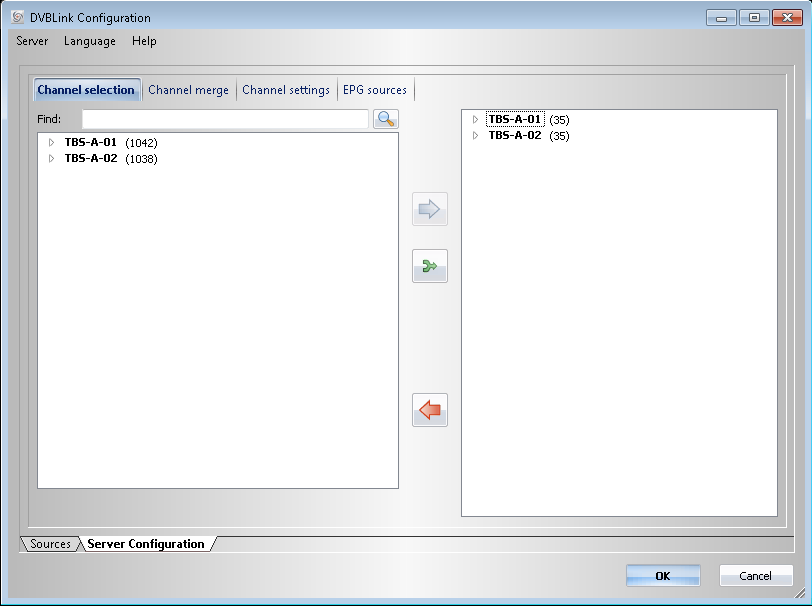 DVBLink Configuration
Server Language Help
Channel selection Channel merge Channel settings EPG sources
Find:
TBS-A-01 (1042)
TBS-A-02 (1038)
TBS-A-01 (35)
TBS-A-02 (35)
Sources Server Configuration
OK Cancel